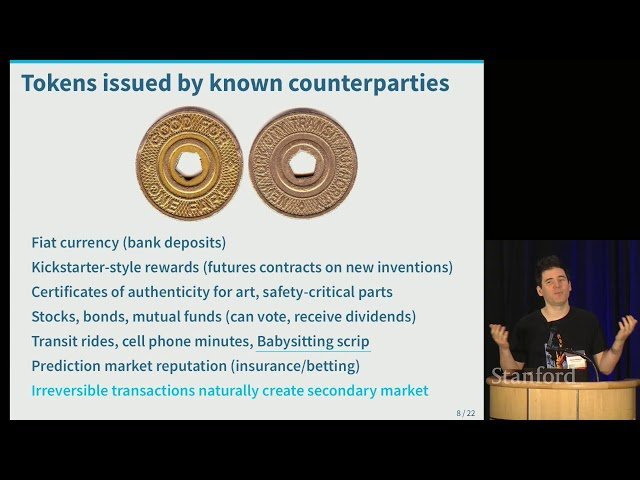 Tokens issued by known counterparties
GOOD FOR
ONE FARE
NEW YORK CITY TRANSIT AUTHORITY
Fiat currency (bank deposits)
Kickstarter-style rewards (futures contracts on new inventions)
Certificates of authenticity for art, safety-critical parts
Stocks, bonds, mutual funds (can vote, receive dividends)
Transit rides, cell phone minutes, Babysitting scrip
Prediction market reputation (insurance/betting)
Irreversible transactions naturally create secondary market
8 / 22
Stanford